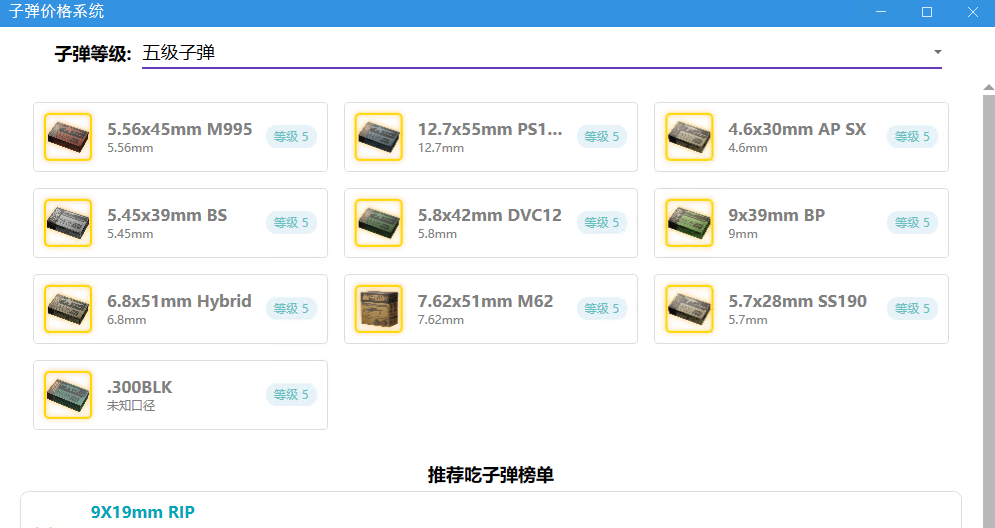 子弹价格系统
子弹等级: 五级子弹
5.56x45mm M995
5.56mm
等级 5
12.7x55mm PS1...
12.7mm
等级 5
4.6x30mm AP SX
4.6mm
等级 5
5.45x39mm BS
5.45mm
等级 5
5.8x42mm DVC12
5.8mm
等级 5
9x39mm BP
9mm
等级 5
6.8x51mm Hybrid
6.8mm
等级 5
7.62x51mm M62
7.62mm
等级 5
5.7x28mm SS190
5.7mm
等级 5
.300BLK
未知口径
等级 5
推荐吃子弹榜单
9X19mm RIP